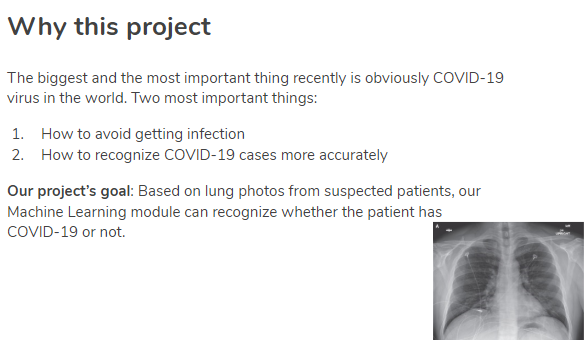 Why this project
The biggest and the most important thing recently is obviously COVID-19
virus in the world. Two most important things:
1. How to avoid getting infection
2. How to recognize COVID-19 cases more accurately
Our project's goal: Based on lung photos from suspected patients, our
Machine Learning module can recognize whether the patient has
COVID-19 or not.